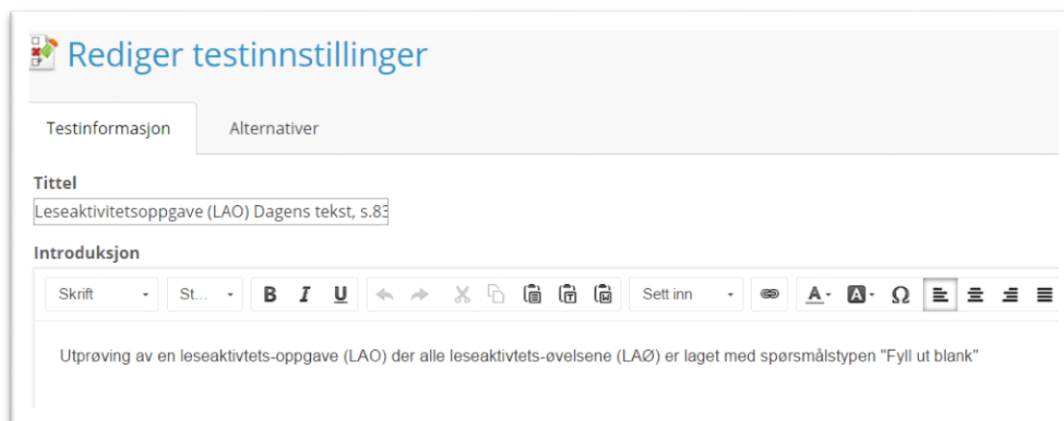 Rediger testinnstillinger
Testinformasjon Alternativer
Tittel
Leseaktivitetsoppgave (LAO) Dagens tekst, s.83
Introduksjon
Skrift St... B I U Sett inn A A Ω
Utprøving av en leseaktivtets-oppgave (LAO) der alle leseaktivtets-øvelsene (LAØ) er laget med spørsmålstypen "Fyll ut blank"